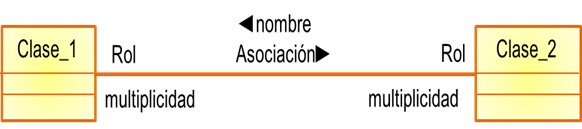 ◀nombre
Clase_1 Rol Asociación▶ Rol Clase_2
multiplicidad multiplicidad